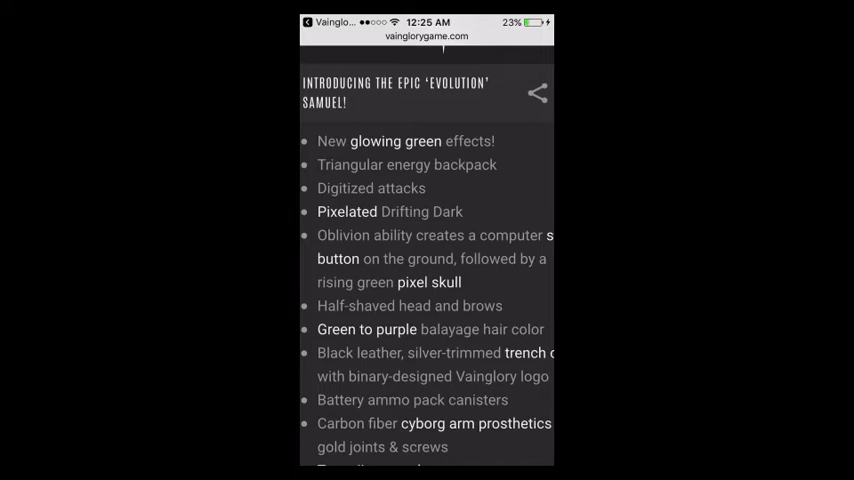 Vainglo... 12:25 AM 23%
vainglorygame.com
INTRODUCING THE EPIC ‘EVOLUTION’
SAMUEL!
• New glowing green effects!
• Triangular energy backpack
• Digitized attacks
• Pixelated Drifting Dark
• Oblivion ability creates a computer s
button on the ground, followed by a
rising green pixel skull
• Half-shaved head and brows
• Green to purple balayage hair color
• Black leather, silver-trimmed trench
with binary-designed Vainglory logo
• Battery ammo pack canisters
• Carbon fiber cyborg arm prosthetics
gold joints & screws